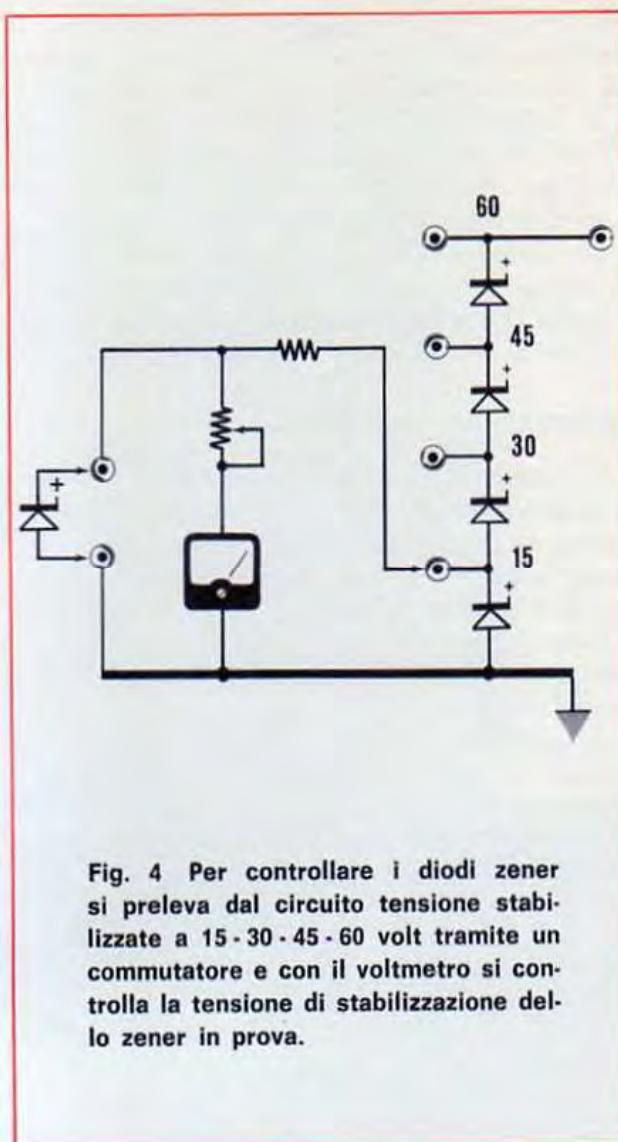 60
+
45
+
30
+
+
15
+
Fig. 4 Per controllare i diodi zener
si preleva dal circuito tensione stabi-
lizzate a 15 - 30 - 45 - 60 volt tramite un
commutatore e con il voltmetro si con-
trolla la tensione di stabilizzazione del-
lo zener in prova.